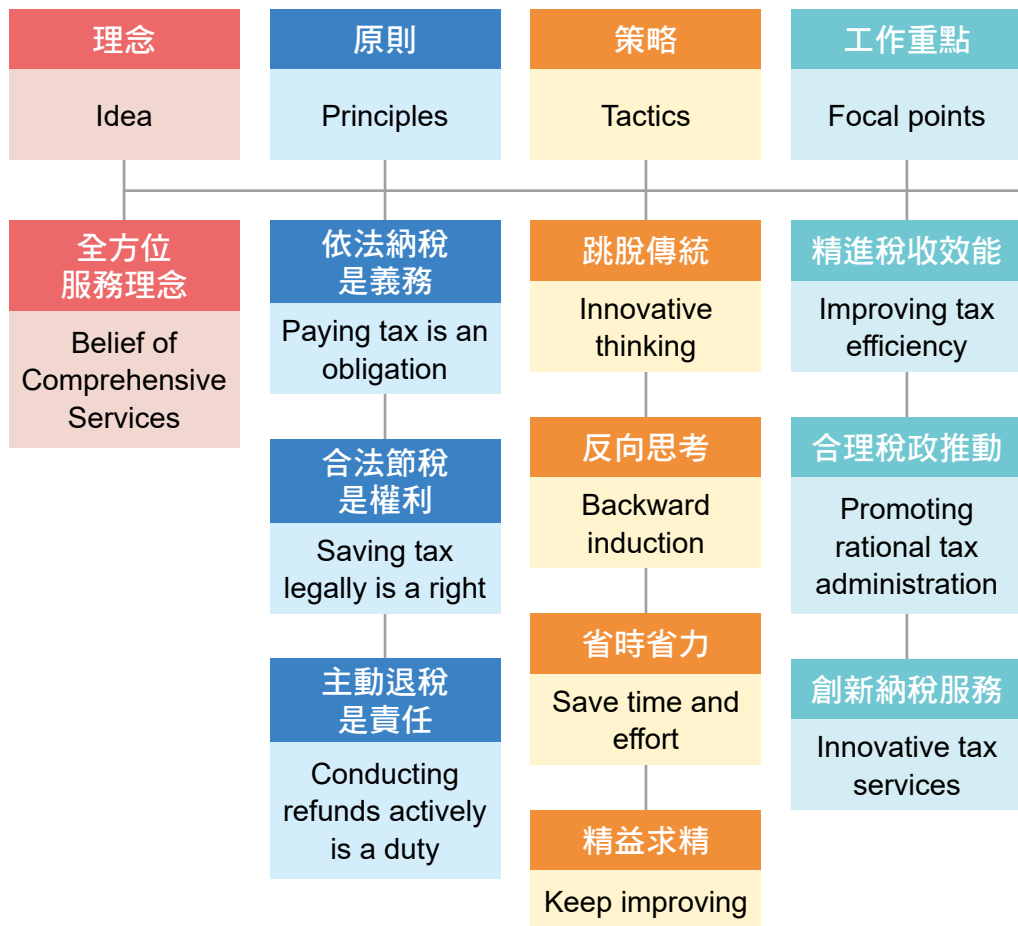 理念
Idea
全方位
服務理念
Belief of
Comprehensive
Services
原則
Principles
依法納稅
是義務
Paying tax is an
obligation
合法節稅
是權利
Saving tax
legally is a right
主動退稅
是責任
Conducting
refunds actively
is a duty
策略
Tactics
跳脫傳統
Innovative
thinking
反向思考
Backward
induction
省時省力
Save time and
effort
精益求精
Keep improving
工作重點
Focal points
精進稅收效能
Improving tax
efficiency
合理稅政推動
Promoting
rational tax
administration
創新納稅服務
Innovative tax
services